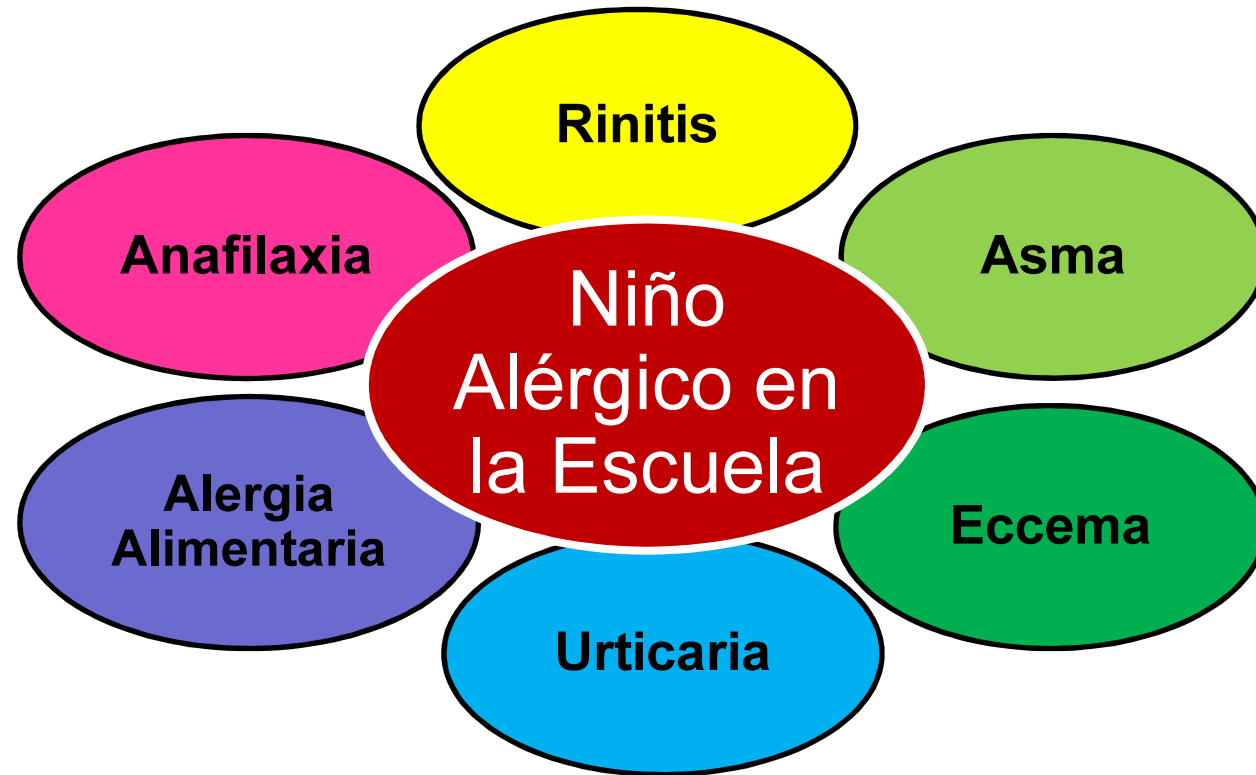 Rinitis
Anafilaxia
Asma
Niño
Alérgico en
la Escuela
Alergia
Alimentaria
Eccema
Urticaria